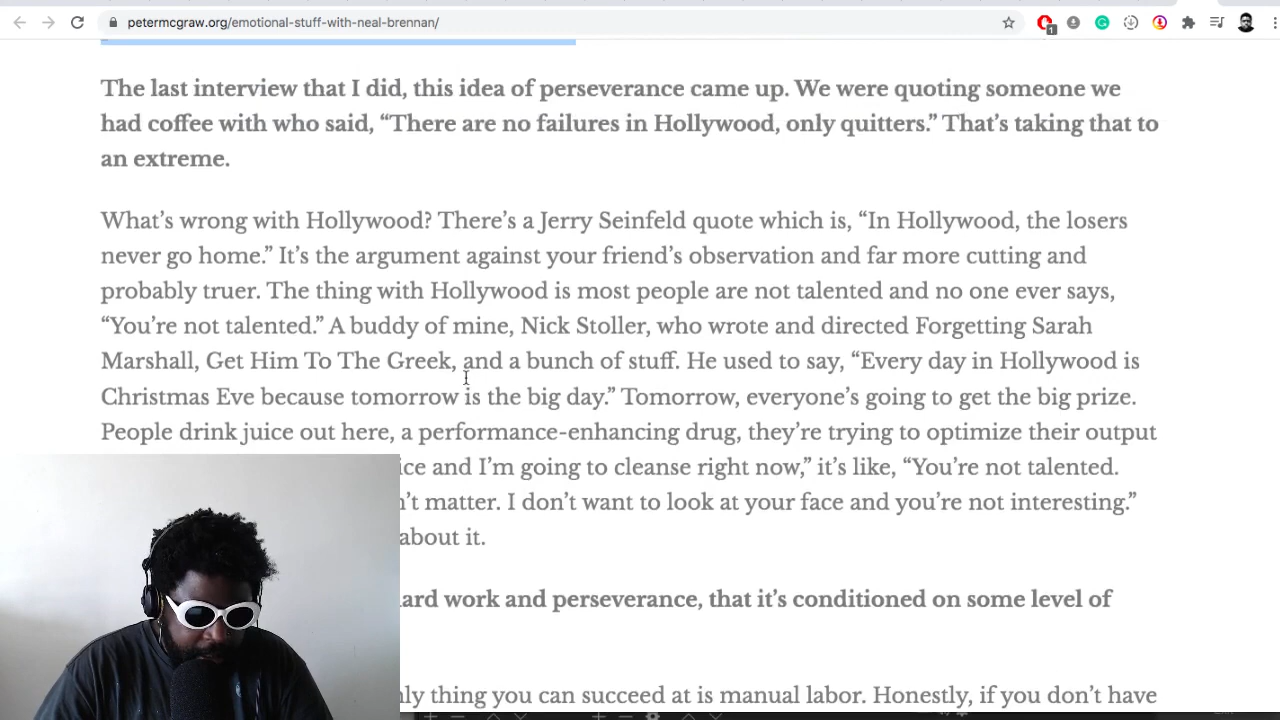 petermcgraw.org/emotional-stuff-with-neal-brennan/
1
The last interview that I did, this idea of perseverance came up. We were quoting someone we
had coffee with who said, “There are no failures in Hollywood, only quitters.” That’s taking that to
an extreme.
What’s wrong with Hollywood? There’s a Jerry Seinfeld quote which is, “In Hollywood, the losers
never go home.” It’s the argument against your friend’s observation and far more cutting and
probably truer. The thing with Hollywood is most people are not talented and no one ever says,
“You’re not talented.” A buddy of mine, Nick Stoller, who wrote and directed Forgetting Sarah
Marshall, Get Him To The Greek, and a bunch of stuff. He used to say, “Every day in Hollywood is
Christmas Eve because tomorrow is the big day.” Tomorrow, everyone’s going to get the big prize.
People drink juice out here, a performance-enhancing drug, they’re trying to optimize their output
ice and I’m going to cleanse right now,” it’s like, “You’re not talented.
’t matter. I don’t want to look at your face and you’re not interesting.”
about it.
ard work and perseverance, that it’s conditioned on some level of
nly thing you can succeed at is manual labor. Honestly, if you don’t have